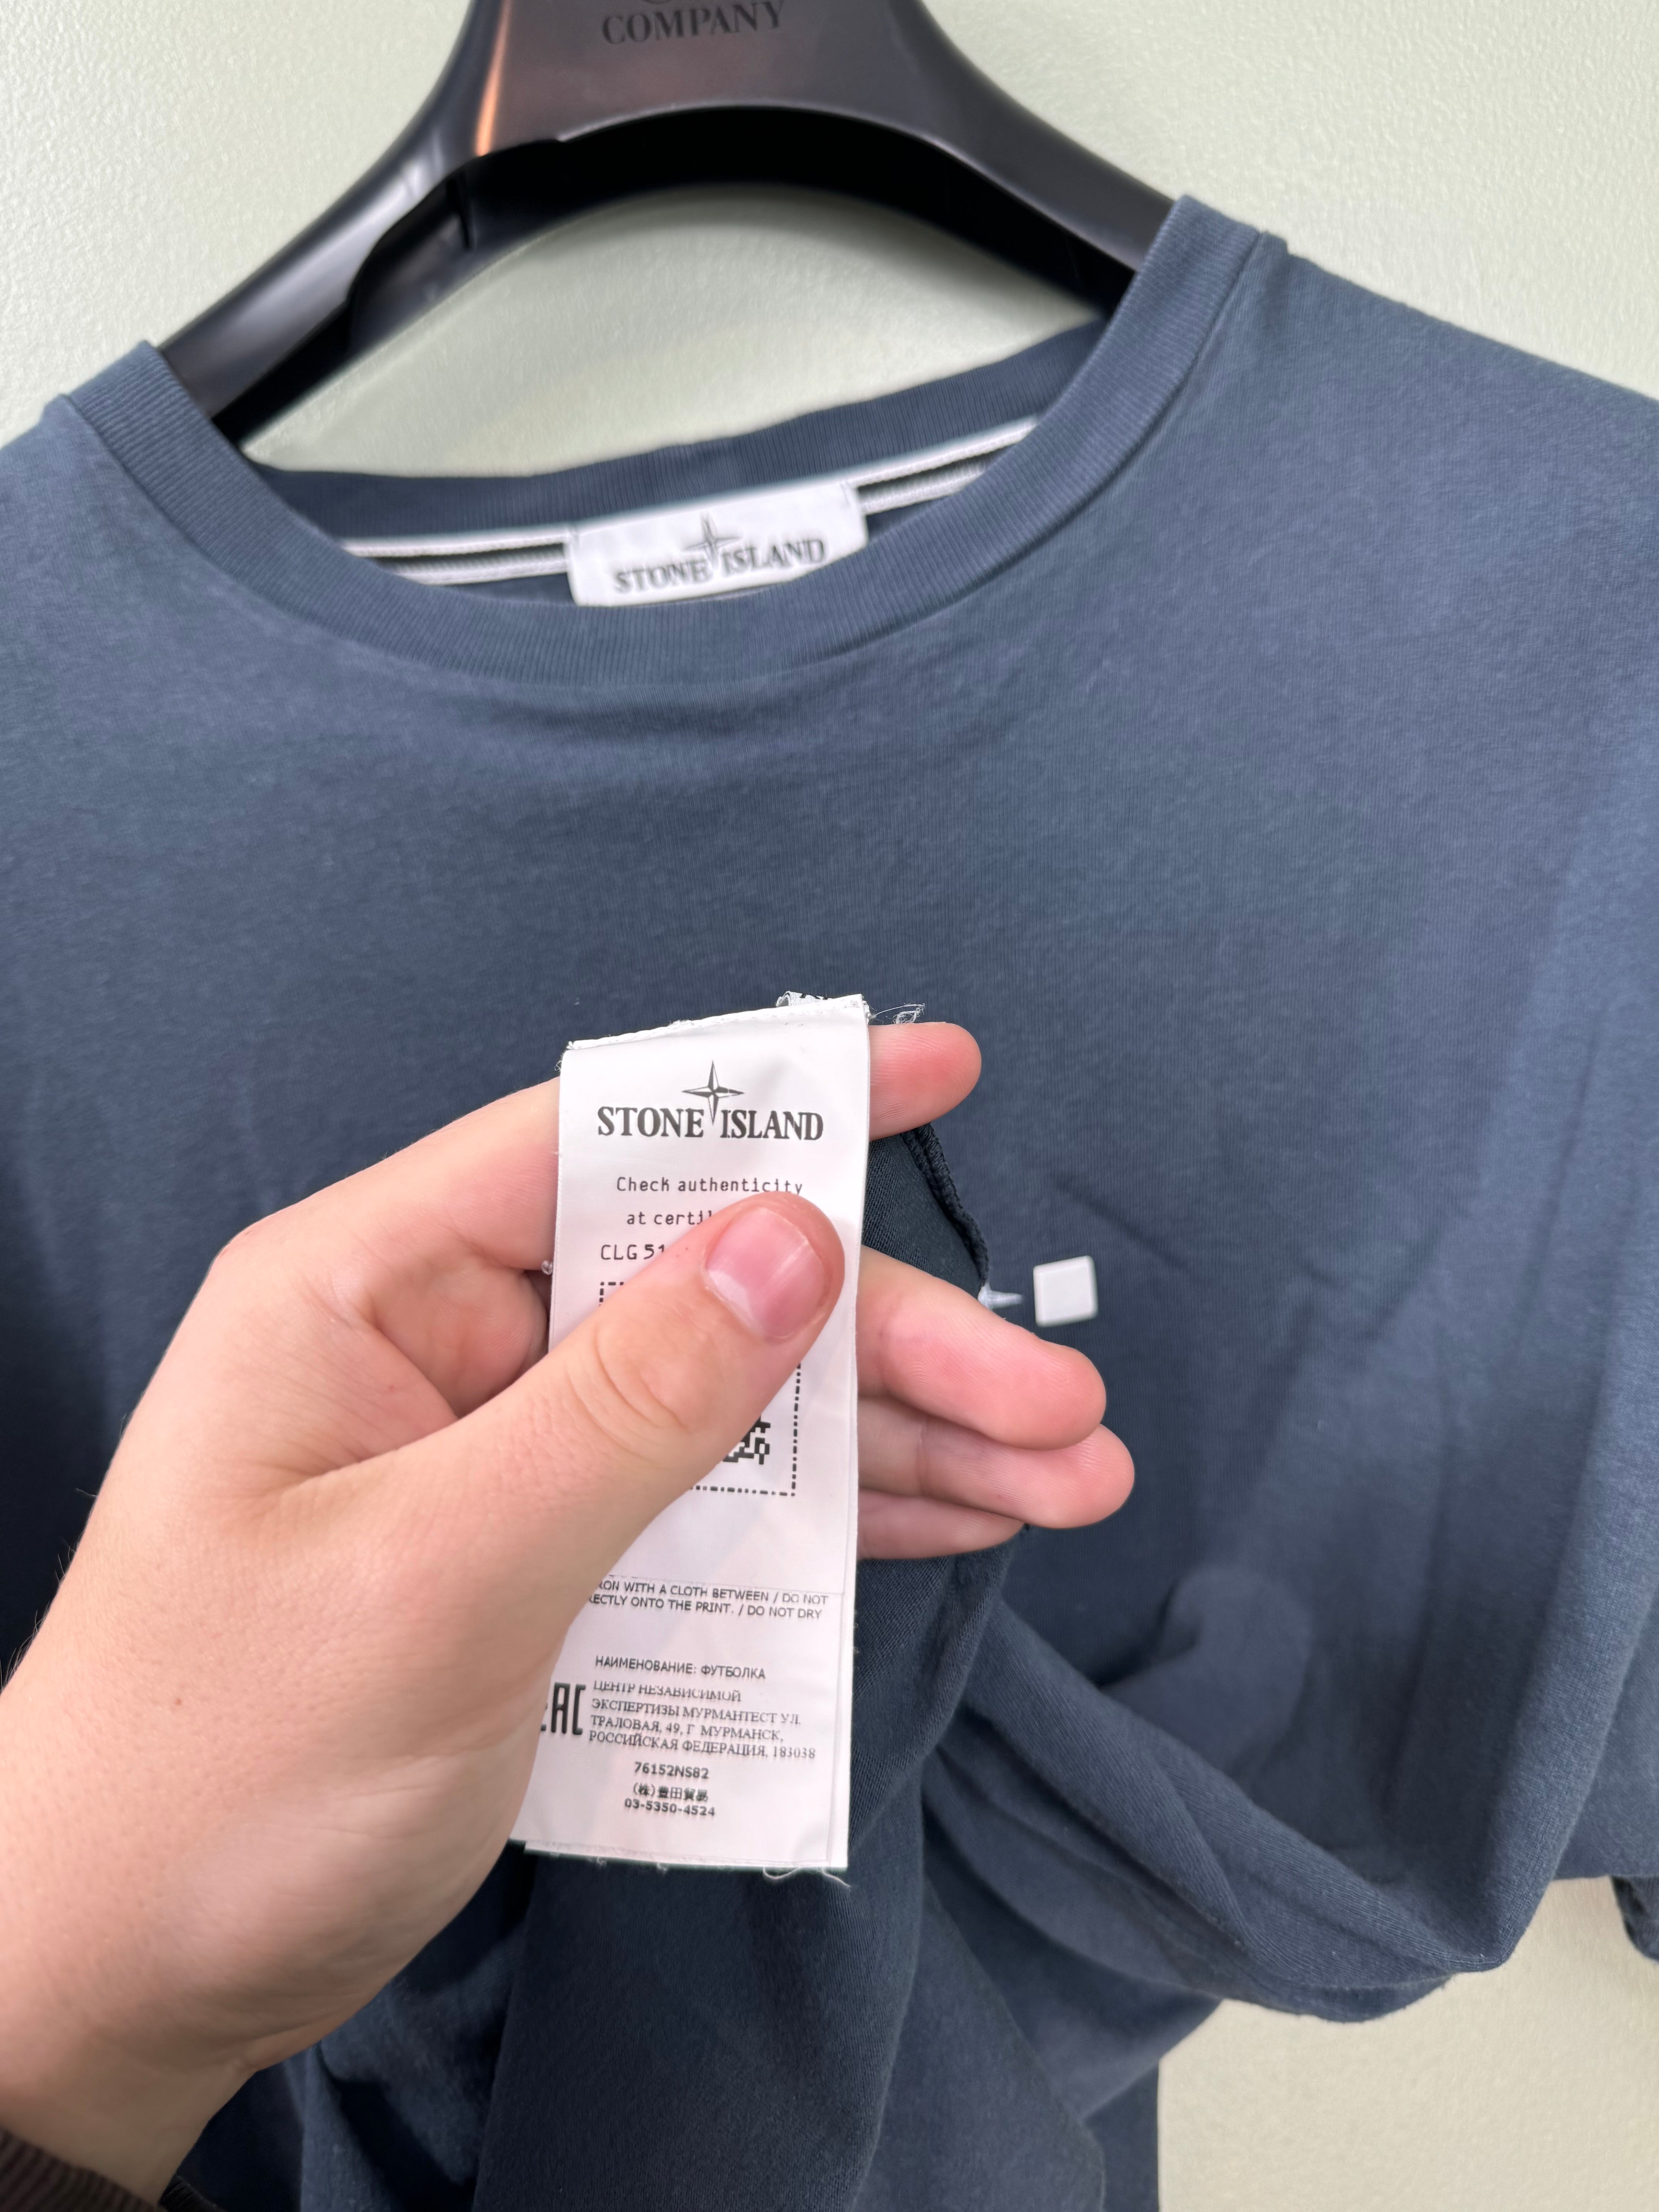 COMPANY
STONE ISLAND
STONE ISLAND
Check authenticity
at certil
CLG 51
RON WITH A CLOTH BETWEEN / DO NOT
RECTLY ONTO THE PRINT. / DO NOT DRY
НАИМЕНОВАНИЕ: ФУТБОЛКА
EAC
ЦЕНТР НЕЗАВИСИМОЙ
ЭКСПЕРТИЗЫ МУРМАНТЕСТ УЛ.
ТРАЛОВАЯ, 49, Г МУРМАНСК,
РОССИЙСКАЯ ФЕДЕРАЦИЯ, 183038
76152NS82
(株)豊田貿易
03-5350-4524